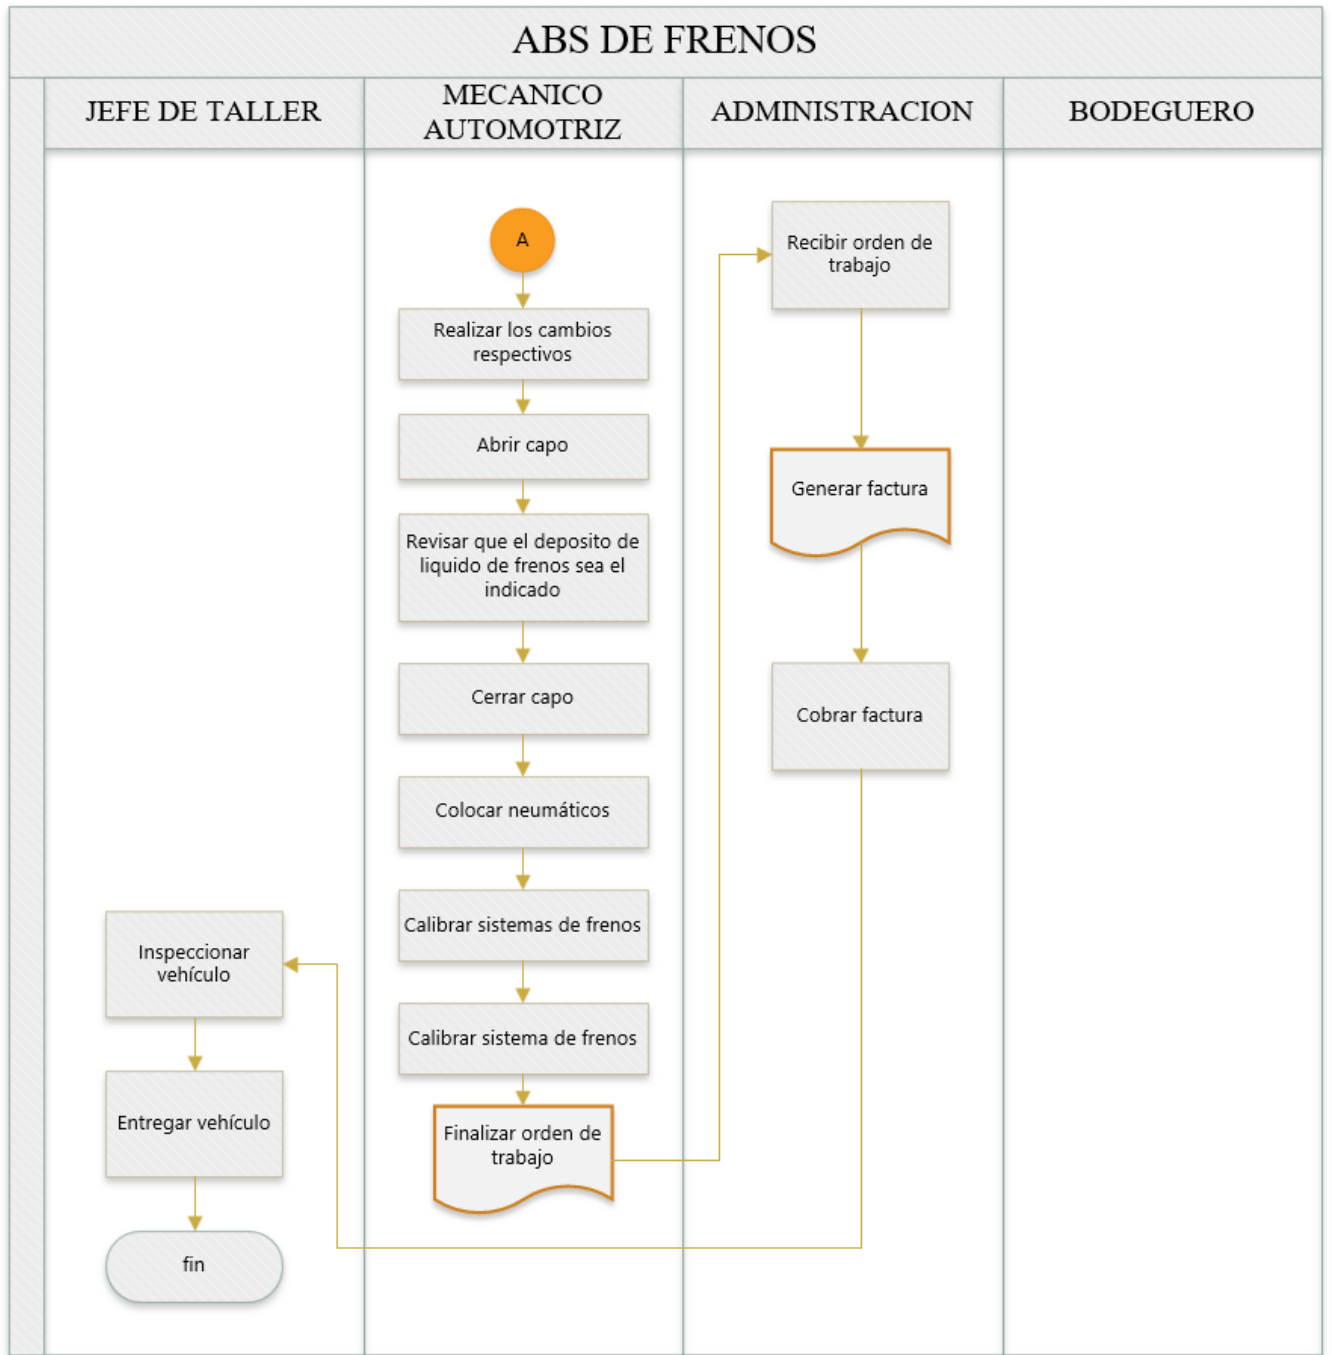 ABS DE FRENOS
JEFE DE TALLER
MECANICO
AUTOMOTRIZ
ADMINISTRACION
BODEGUERO
A
Realizar los cambios
respectivos
Abrir capo
Revisar que el deposito de
liquido de frenos sea el
indicado
Cerrar capo
Colocar neumáticos
Calibrar sistemas de frenos
Calibrar sistema de frenos
Finalizar orden de
trabajo
Recibir orden de
trabajo
Generar factura
Cobrar factura
Inspeccionar
vehículo
Entregar vehículo
fin